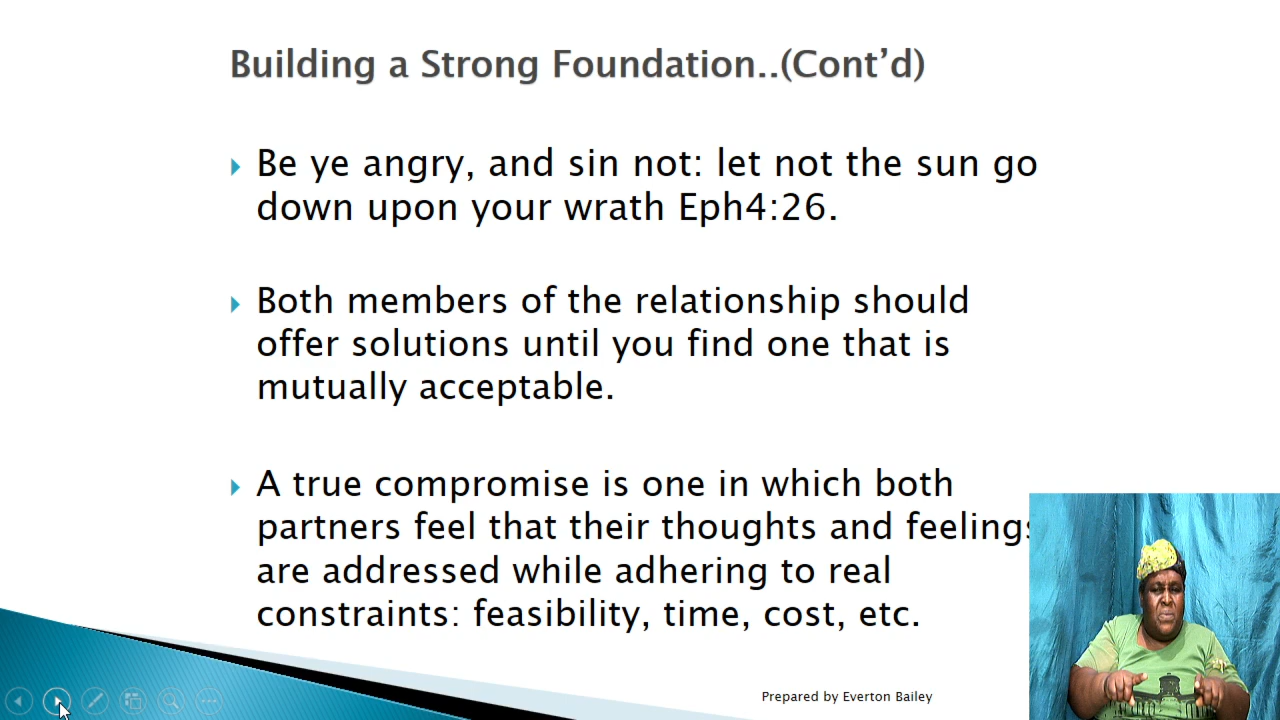 Building a Strong Foundation..(Cont’d)
Be ye angry, and sin not: let not the sun go
down upon your wrath Eph4:26.
Both members of the relationship should
offer solutions until you find one that is
mutually acceptable.
A true compromise is one in which both
partners feel that their thoughts and feelings
are addressed while adhering to real
constraints: feasibility, time, cost, etc.
Prepared by Everton Bailey